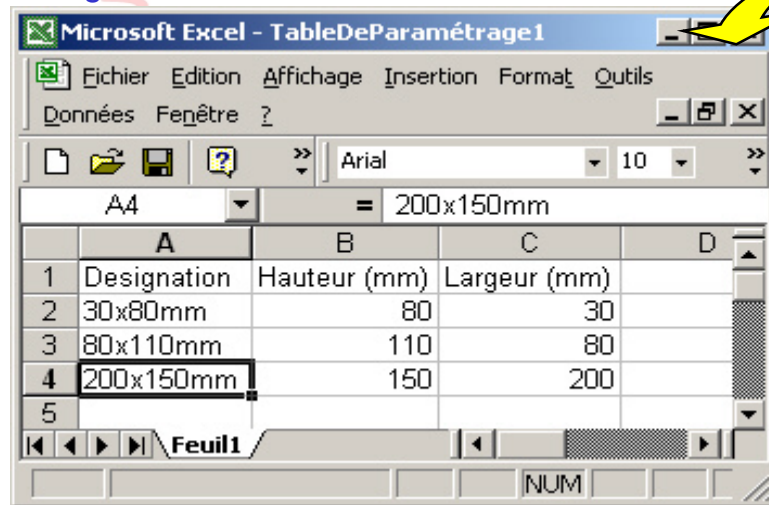 Microsoft Excel - TableDeParamétrage1
Fichier Edition Affichage Insertion Format Outils
Données Fenêtre ?
Arial 10
A4 = 200x150mm
A B C D
1 Designation Hauteur (mm) Largeur (mm)
2 30x80mm 80 30
3 80x110mm 110 80
4 200x150mm 150 200
5
Feuil1
NUM